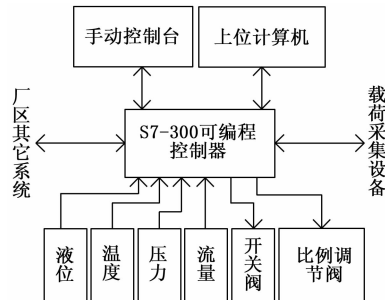 手动控制台
上位计算机
厂区其它系统
S7-300可编程
控制器
载荷采集设备
液位
温度
压力
流量
开关阀
比例调
节阀